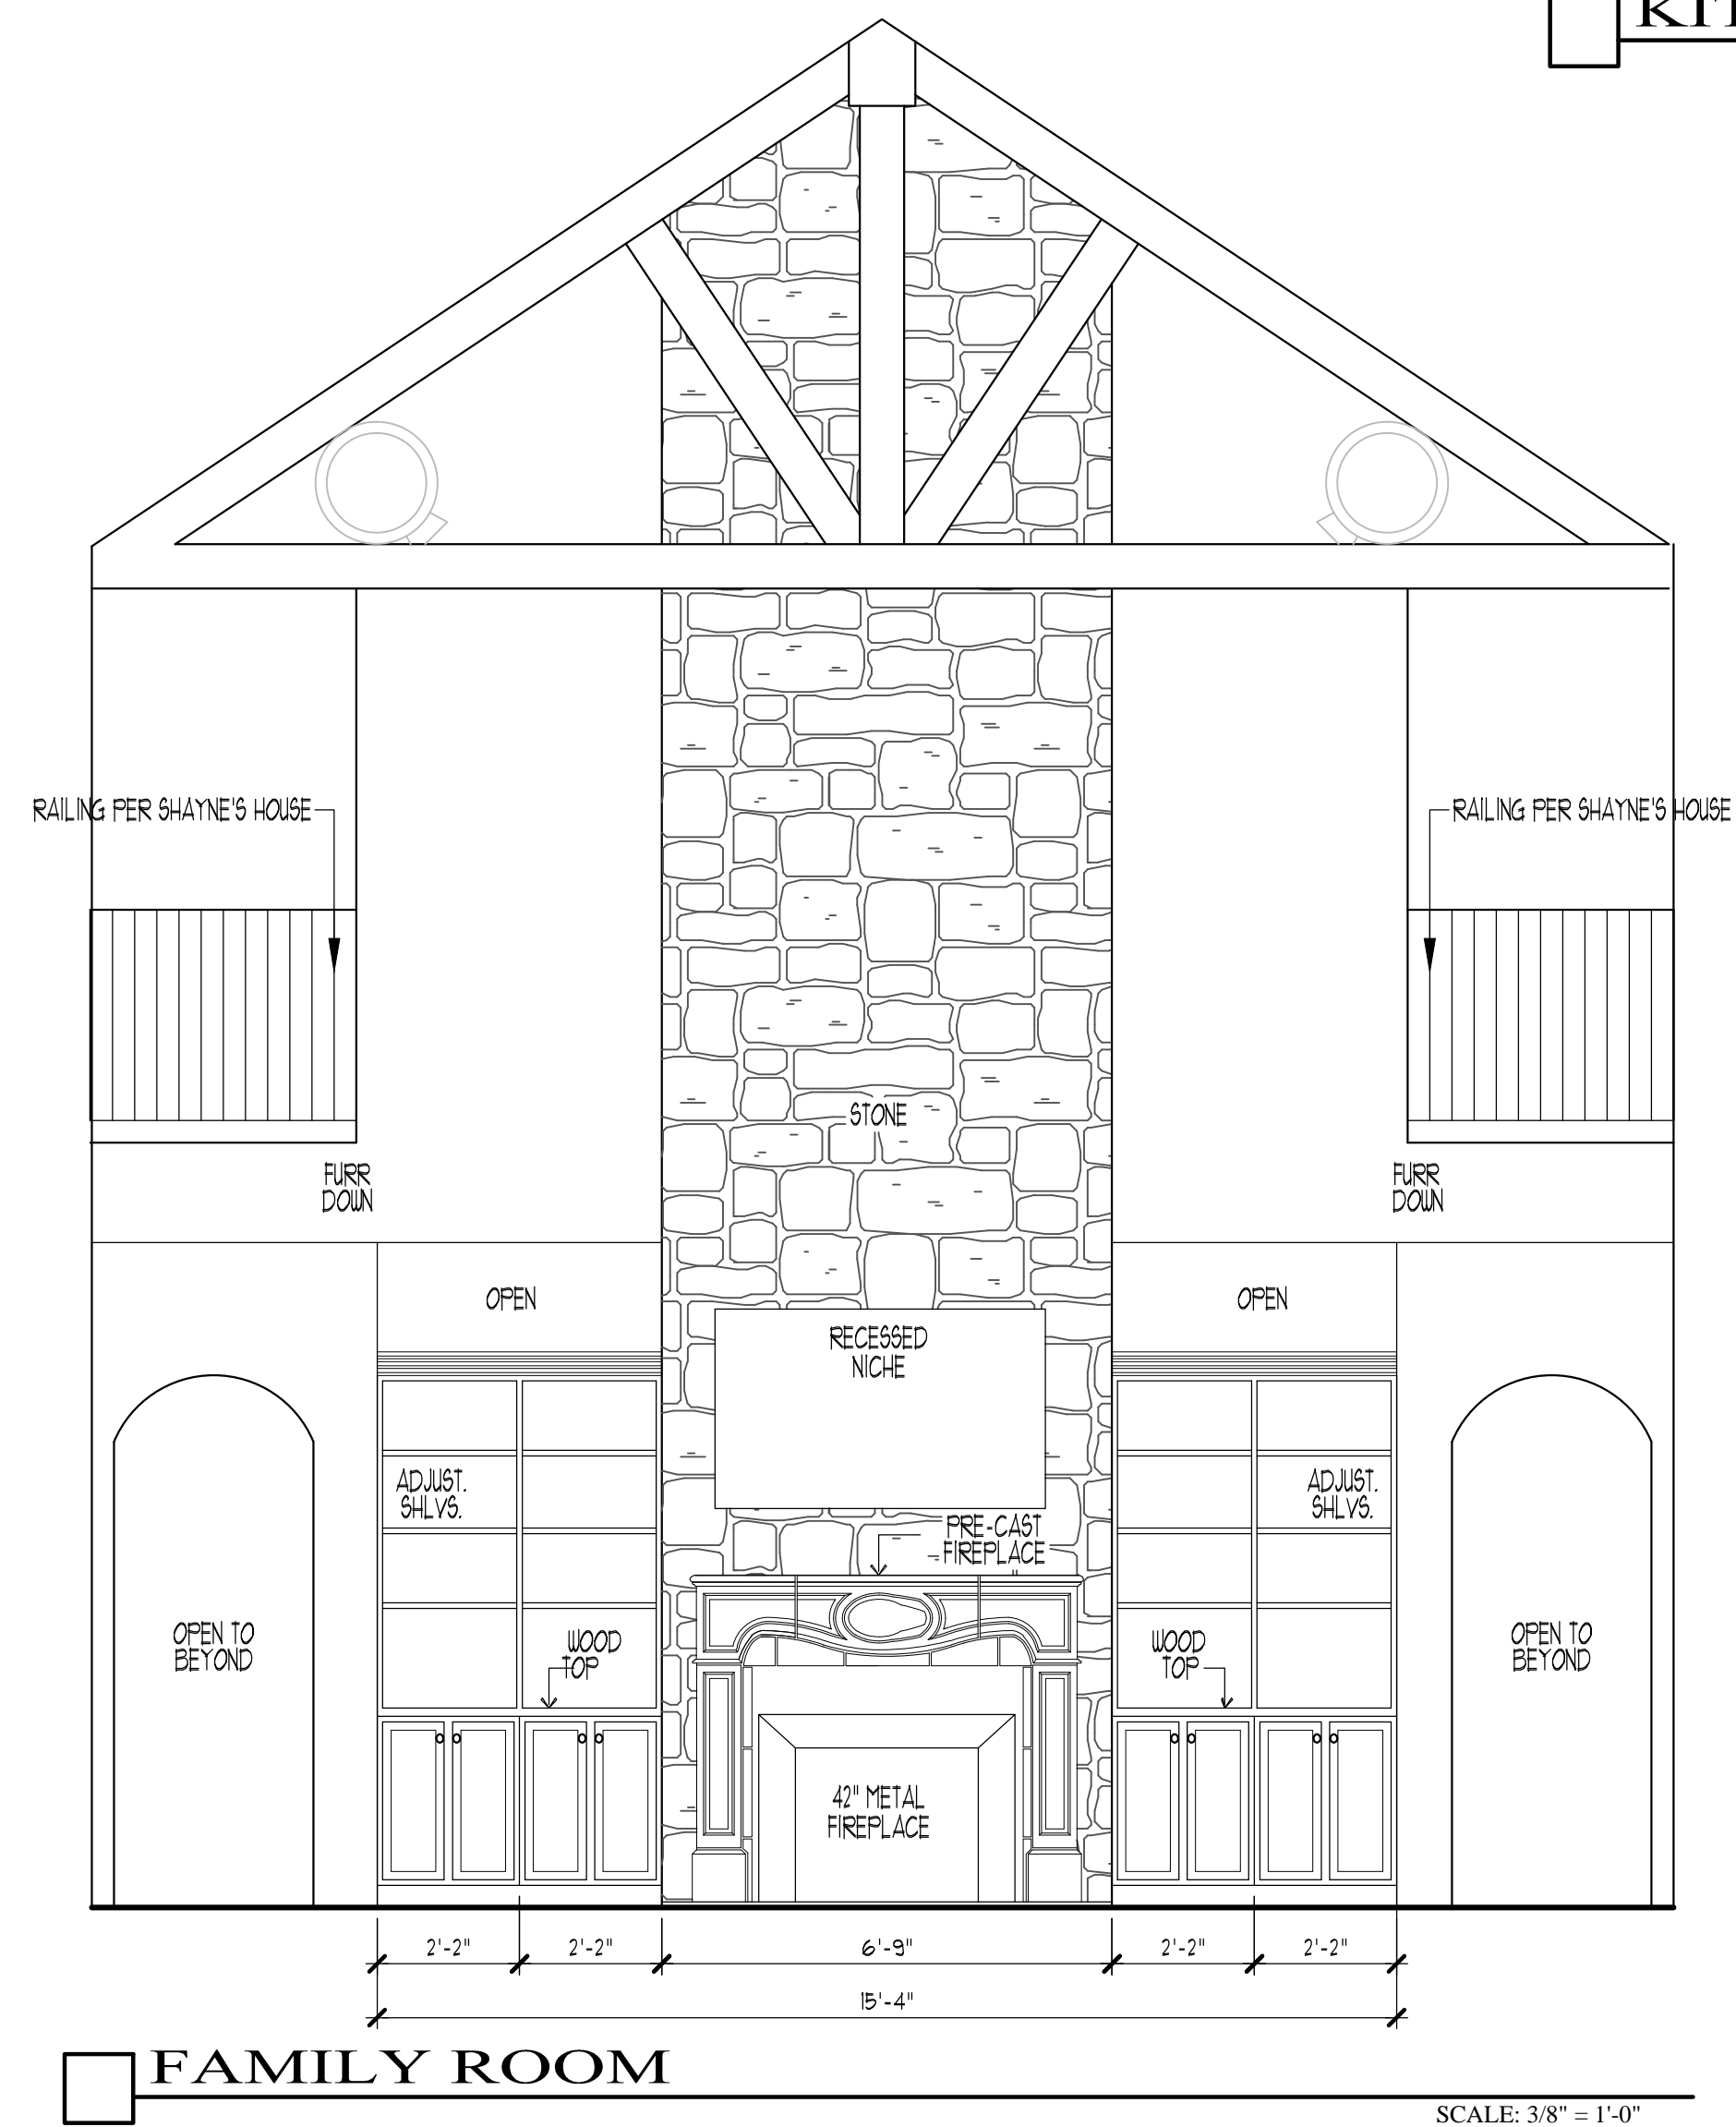 RAILING PER SHAYNE'S HOUSE
RAILING PER SHAYNE'S HOUSE
STONE
FURR
DOWN
FURR
DOWN
OPEN
OPEN
RECESSED
NICHE
ADJUST.
SHLVS.
ADJUST.
SHLVS.
PRE-CAST
FIREPLACE
OPEN TO
BEYOND
WOOD
TOP
WOOD
TOP
OPEN TO
BEYOND
42" METAL
FIREPLACE
2'-2"
2'-2"
6'-9"
2'-2"
2'-2"
15'-4"
FAMILY ROOM
SCALE: 3/8" = 1'-0"